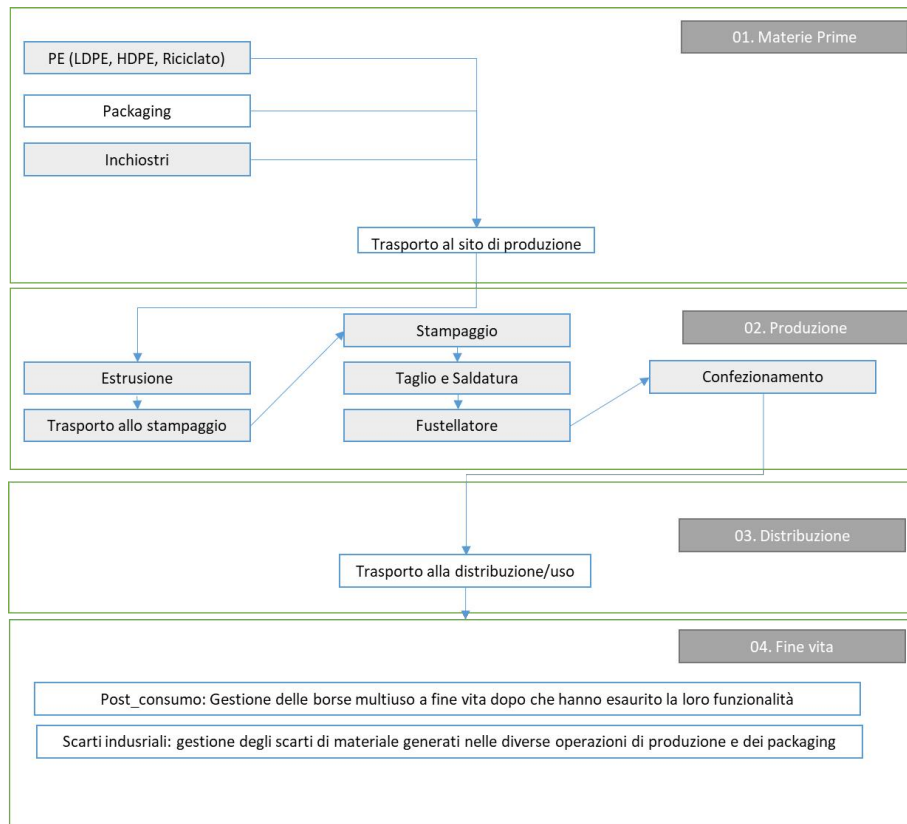 01. Materie Prime
PE (LDPE, HDPE, Riciclato)
Packaging
Inchiostri
Trasporto al sito di produzione
02. Produzione
Stampaggio
Estrusione
Taglio e Saldatura
Confezionamento
Trasporto allo stampaggio
Fustellatore
03. Distribuzione
Trasporto alla distribuzione/uso
04. Fine vita
Post_consumo: Gestione delle borse multiuso a fine vita dopo che hanno esaurito la loro funzionalità
Scarti indusriali: gestione degli scarti di materiale generati nelle diverse operazioni di produzione e dei packaging